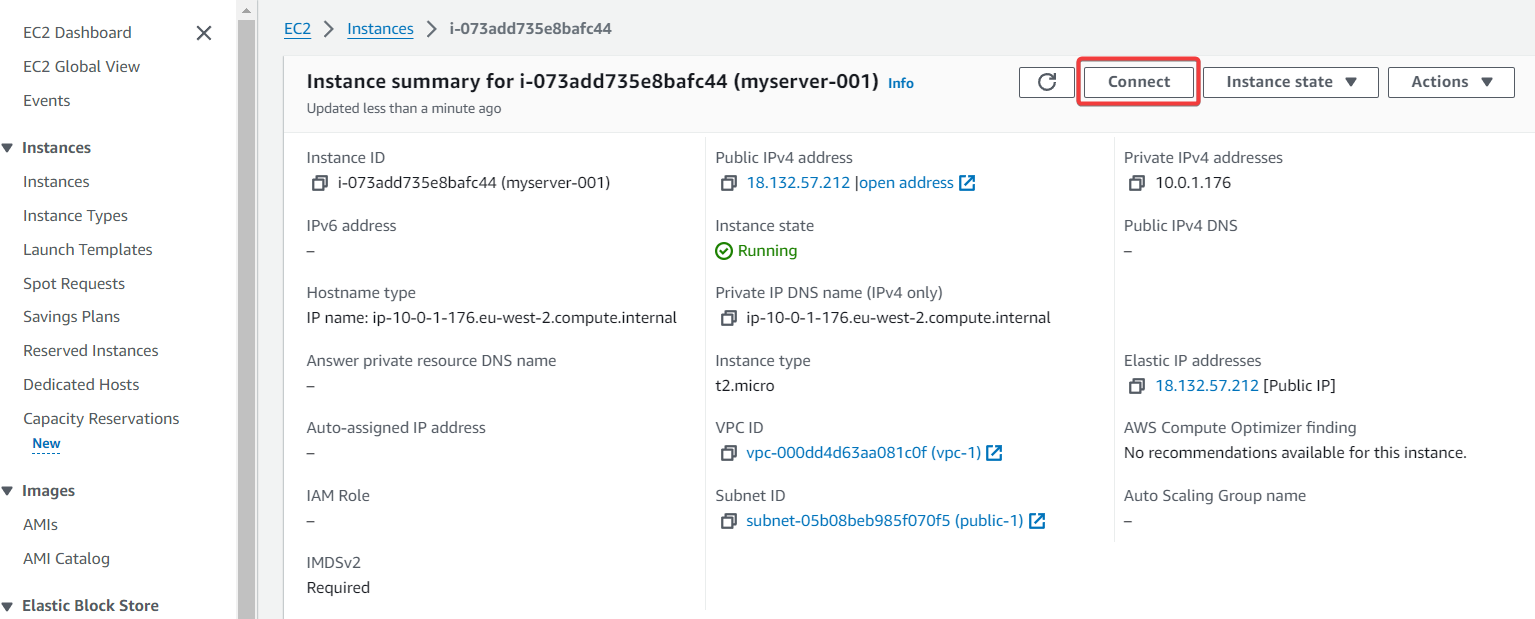 EC2 Dashboard
EC2 Global View
Events
Instances
Instances
Instance Types
Launch Templates
Spot Requests
Savings Plans
Reserved Instances
Dedicated Hosts
Capacity Reservations
New
Images
AMIs
AMI Catalog
Elastic Block Store
EC2 > Instances > i-073add735e8bafc44
Instance summary for i-073add735e8bafc44 (myserver-001) Info
Updated less than a minute ago
Connect
Instance state
Actions
Instance ID
i-073add735e8bafc44 (myserver-001)
Public IPv4 address
18.132.57.212 |open address
Private IPv4 addresses
10.0.1.176
IPv6 address
–
Instance state
Running
Public IPv4 DNS
–
Hostname type
IP name: ip-10-0-1-176.eu-west-2.compute.internal
Private IP DNS name (IPv4 only)
ip-10-0-1-176.eu-west-2.compute.internal
Answer private resource DNS name
–
Instance type
t2.micro
Elastic IP addresses
18.132.57.212 [Public IP]
Auto-assigned IP address
–
VPC ID
vpc-000dd4d63aa081c0f (vpc-1)
AWS Compute Optimizer finding
No recommendations available for this instance.
IAM Role
–
Subnet ID
subnet-05b08beb985f070f5 (public-1)
Auto Scaling Group name
–
IMDSv2
Required